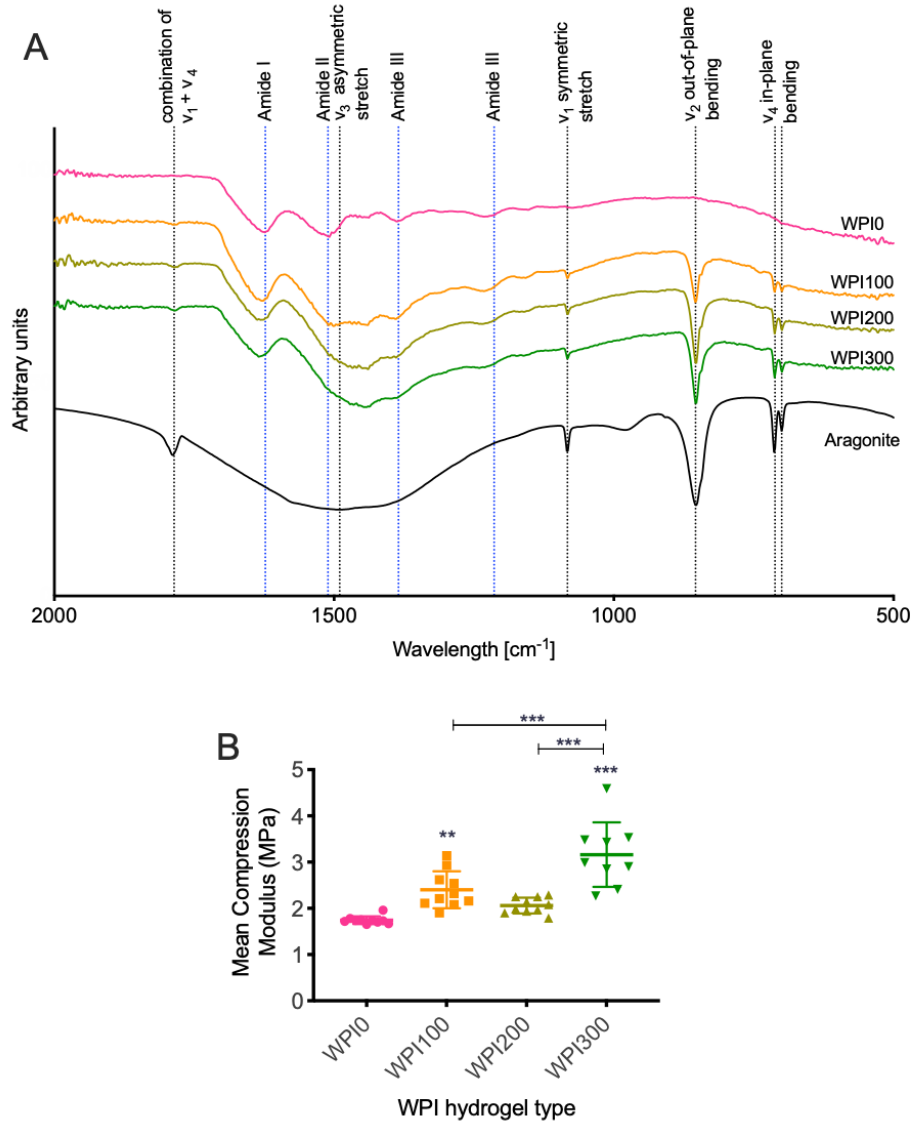 A
combination of
v1 + v4
Amide I
Amide II
v3 asymmetric
stretch
Amide III
Amide III
v1 symmetric
stretch
v2 out-of-plane
bending
v4 in-plane
bending
WPI0
WPI100
WPI200
WPI300
Aragonite
Arbitrary units
2000
1500
1000
500
Wavelength [cm-1]
B
***
***
***
**
5
4
3
2
1
0
Mean Compression
Modulus (MPa)
WPI0
WPI100
WPI200
WPI300
WPI hydrogel type